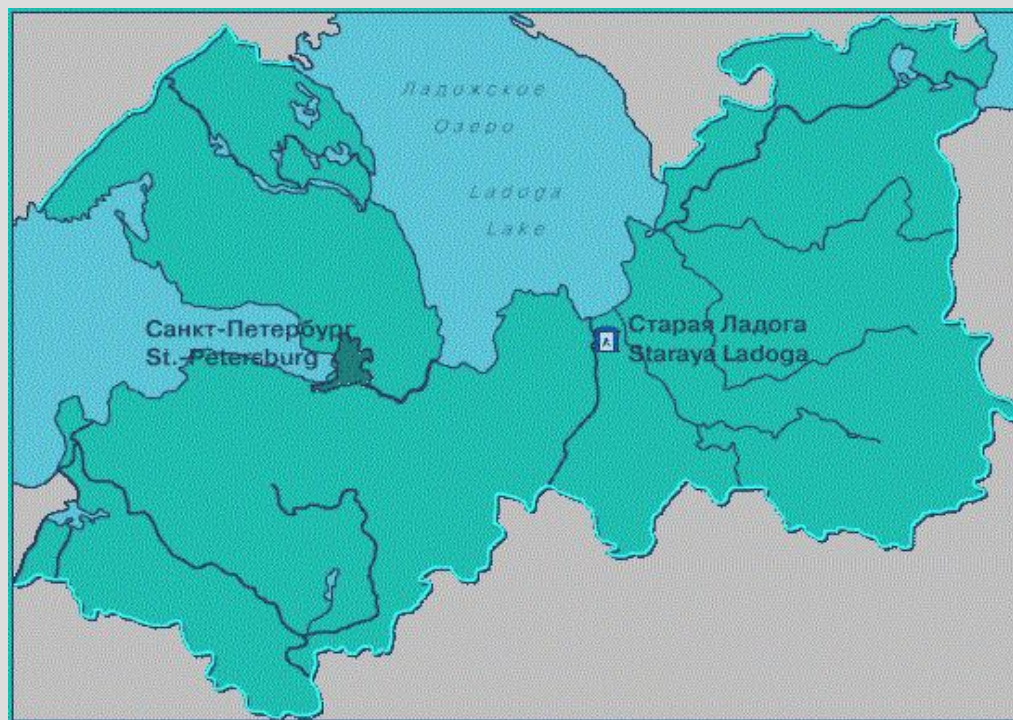 Ладожское
Озеро
Ladoga
Lake
Санкт-Петербург
St.-Petersburg
Старая Ладога
Staraya Ladoga